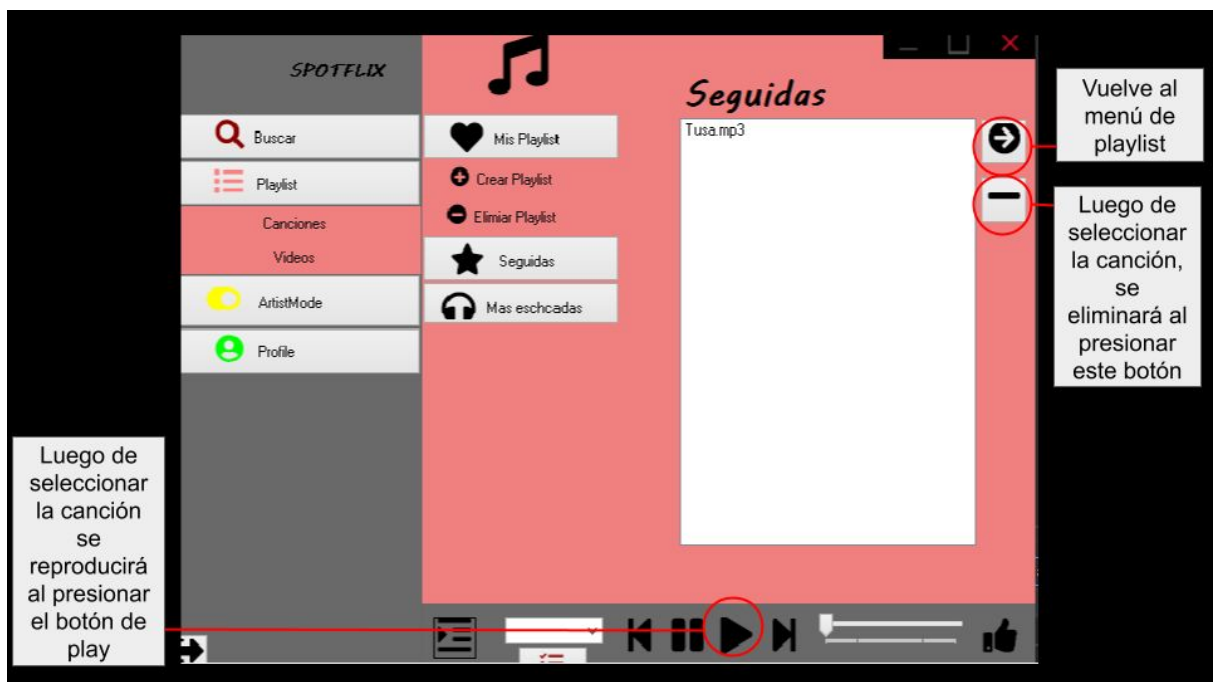 SPOTFLIX
Buscar
Playlist
Canciones
Videos
ArtistMode
Profile
Mis Playlist
Crear Playlist
Elimiar Playlist
Seguidas
Mas eschcadas
Seguidas
Tusa.mp3
Vuelve al
menú de
playlist
Luego de
seleccionar
la canción,
se
eliminará al
presionar
este botón
Luego de
seleccionar
la canción
se
reproducirá
al presionar
el botón de
play